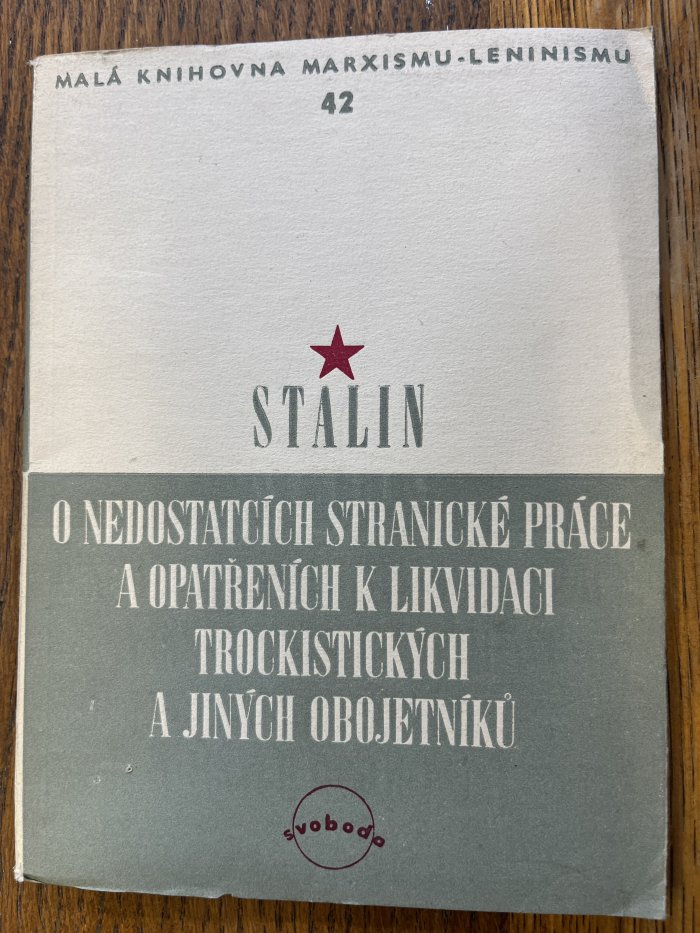 MALÁ KNIHOVNA MARXISMU-LENINISMU
42
STALIN
O NEDOSTATCÍCH STRANICKÉ PRÁCE
A OPATŘENÍCH K LIKVIDACI
TROCKISTICKÝCH
A JINÝCH OBOJETNÍKŮ
svoboda